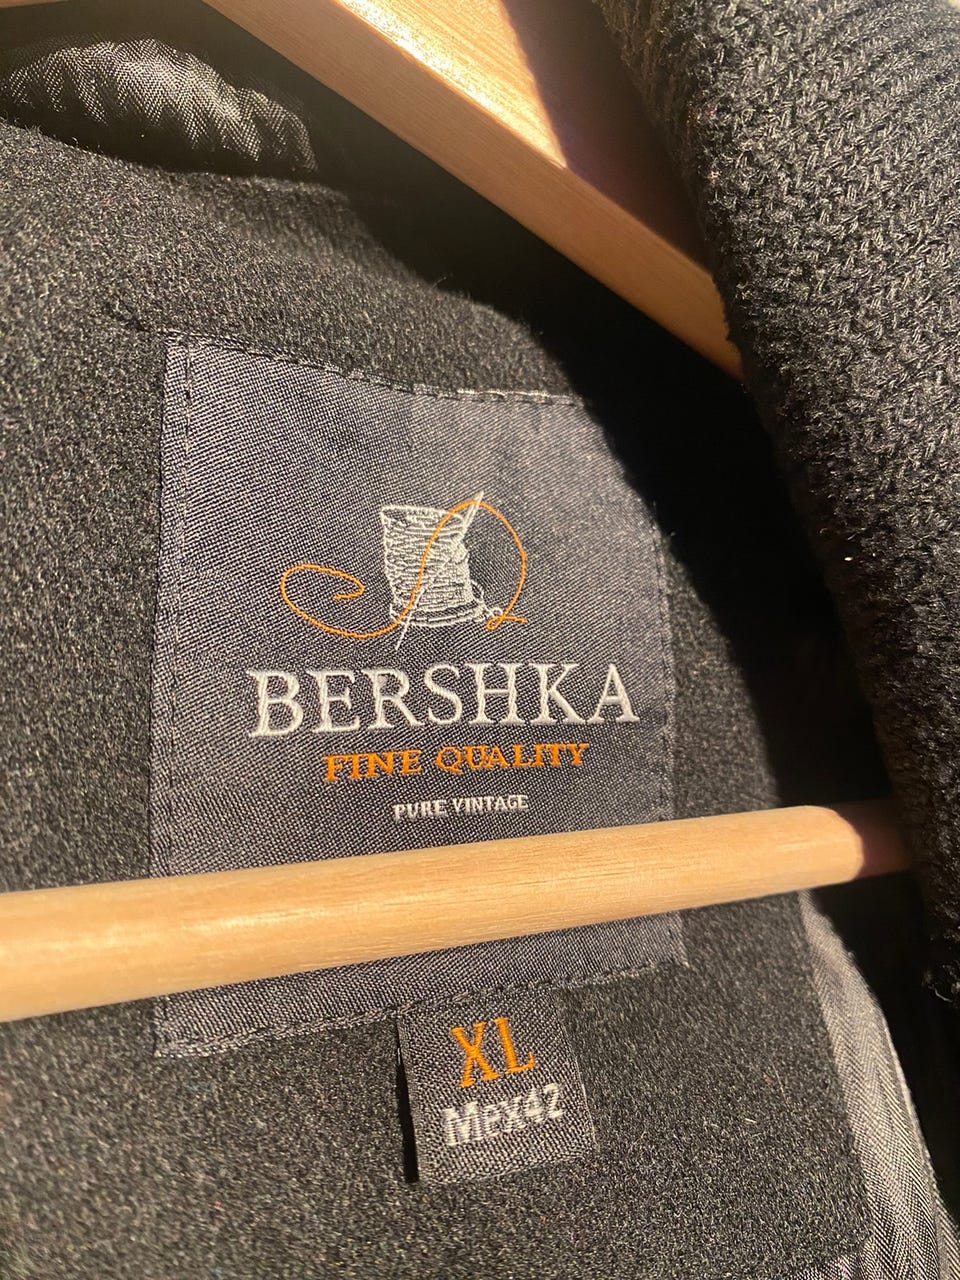 BERSHKA
FINE QUALITY
PURE VINTAGE
XL
Mex42